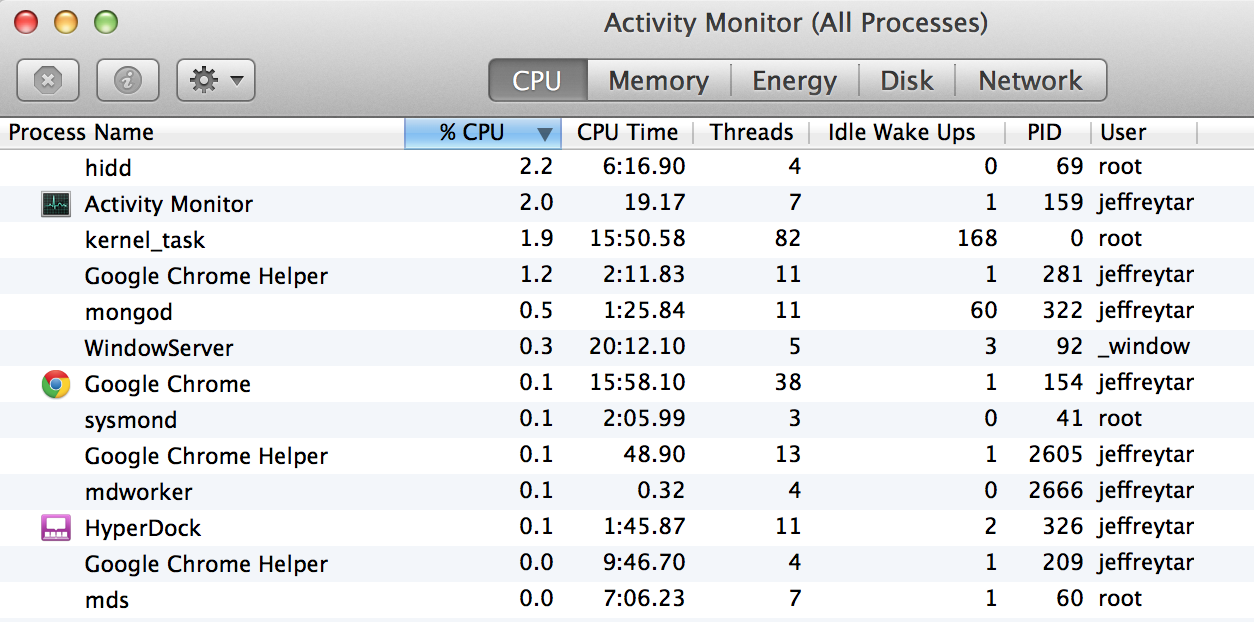 Activity Monitor (All Processes)
CPU Memory Energy Disk Network
Process Name % CPU CPU Time Threads Idle Wake Ups PID User
hidd 2.2 6:16.90 4 0 69 root
Activity Monitor 2.0 19.17 7 1 159 jeffreytar
kernel_task 1.9 15:50.58 82 168 0 root
Google Chrome Helper 1.2 2:11.83 11 1 281 jeffreytar
mongod 0.5 1:25.84 11 60 322 jeffreytar
WindowServer 0.3 20:12.10 5 3 92 _window
Google Chrome 0.1 15:58.10 38 1 154 jeffreytar
sysmond 0.1 2:05.99 3 0 41 root
Google Chrome Helper 0.1 48.90 13 1 2605 jeffreytar
mdworker 0.1 0.32 4 0 2666 jeffreytar
HyperDock 0.1 1:45.87 11 2 326 jeffreytar
Google Chrome Helper 0.0 9:46.70 4 1 209 jeffreytar
mds 0.0 7:06.23 7 1 60 root